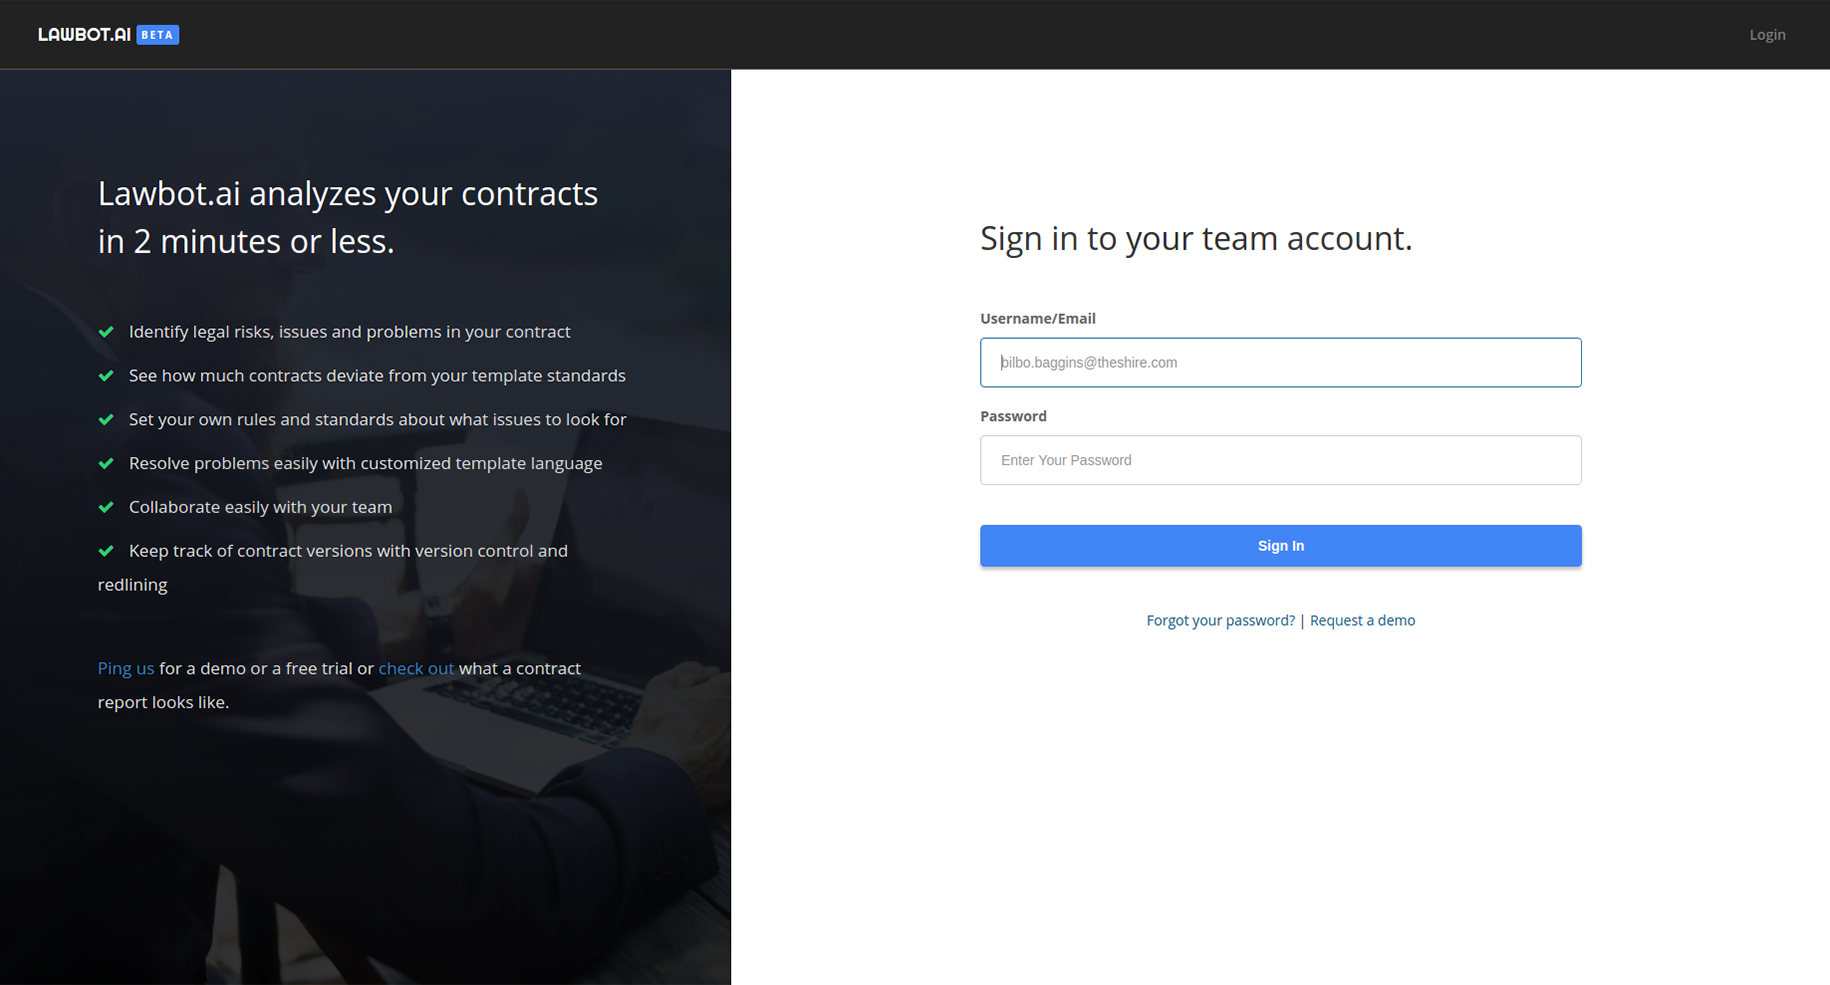 LAWBOT.AI BETA
Login
Lawbot.ai analyzes your contracts
in 2 minutes or less.
Identify legal risks, issues and problems in your contract
See how much contracts deviate from your template standards
Set your own rules and standards about what issues to look for
Resolve problems easily with customized template language
Collaborate easily with your team
Keep track of contract versions with version control and
redlining
Ping us for a demo or a free trial or check out what a contract
report looks like.
Sign in to your team account.
Username/Email
bilbo.baggins@theshire.com
Password
Enter Your Password
Sign In
Forgot your password? | Request a demo